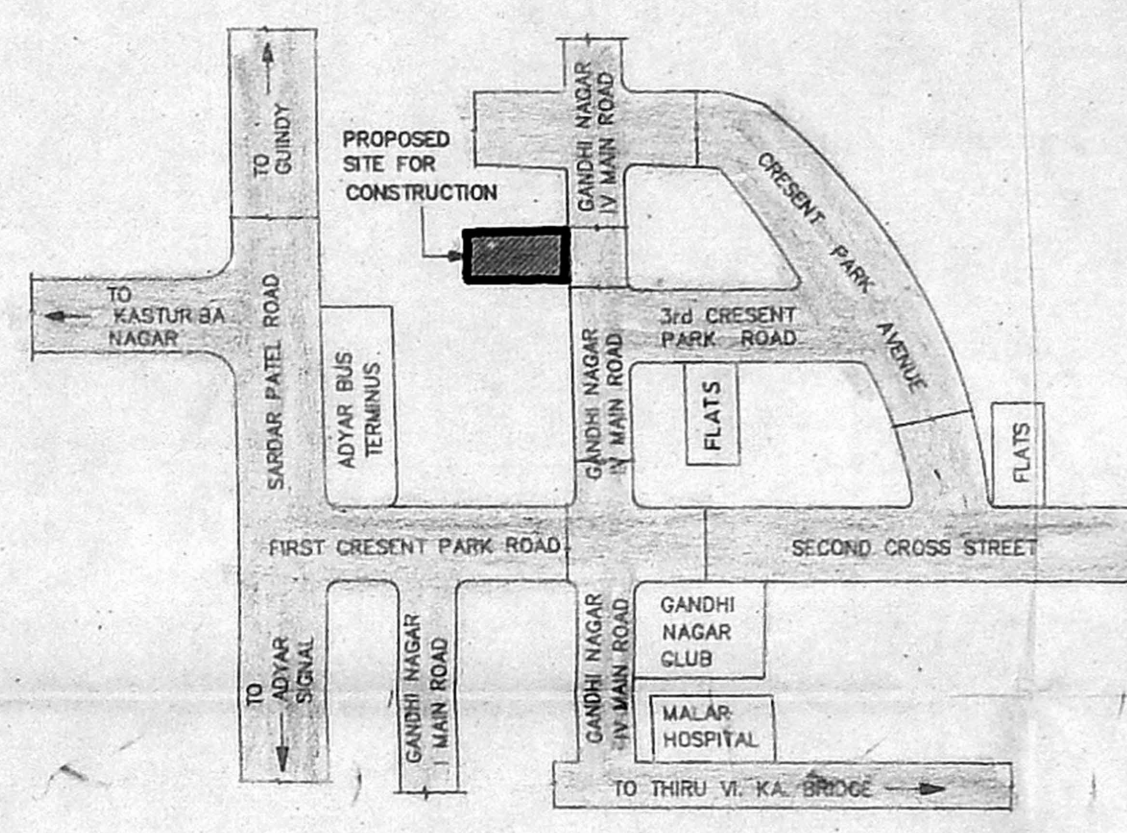 TO
GUINDY
PROPOSED
SITE FOR
CONSTRUCTION
GANDHI NAGAR
IV MAIN ROAD
CRESENT PARK AVENUE
TO
KASTUR BA
NAGAR
SARDAR PATEL ROAD
ADYAR BUS
TERMINUS
3rd CRESENT
PARK ROAD
GANDHI NAGAR
IV MAIN ROAD
FLATS
FLATS
FIRST CRESENT PARK ROAD
SECOND CROSS STREET
TO
ADYAR
SIGNAL
GANDHI NAGAR
I MAIN ROAD
GANDHI NAGAR
IV MAIN ROAD
GANDHI
NAGAR
CLUB
MALAR
HOSPITAL
TO THIRU VI. KA. BRIDGE